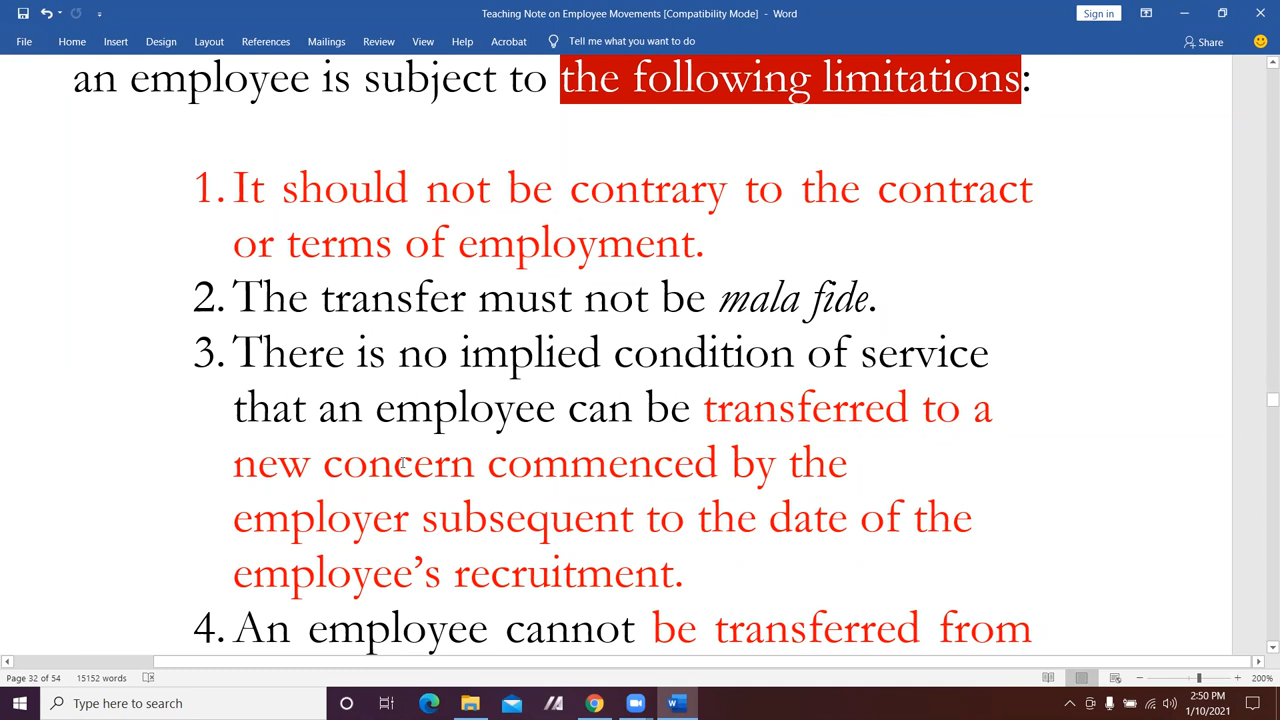 Teaching Note on Employee Movements [Compatibility Mode] - Word
Sign in
File Home Insert Design Layout References Mailings Review View Help Acrobat Tell me what you want to do Share
an employee is subject to the following limitations:
1. It should not be contrary to the contract
or terms of employment.
2. The transfer must not be mala fide.
3. There is no implied condition of service
that an employee can be transferred to a
new concern commenced by the
employer subsequent to the date of the
employee’s recruitment.
4. An employee cannot be transferred from
Page 32 of 54 15152 words 200%
Type here to search
2:50 PM
1/10/2021